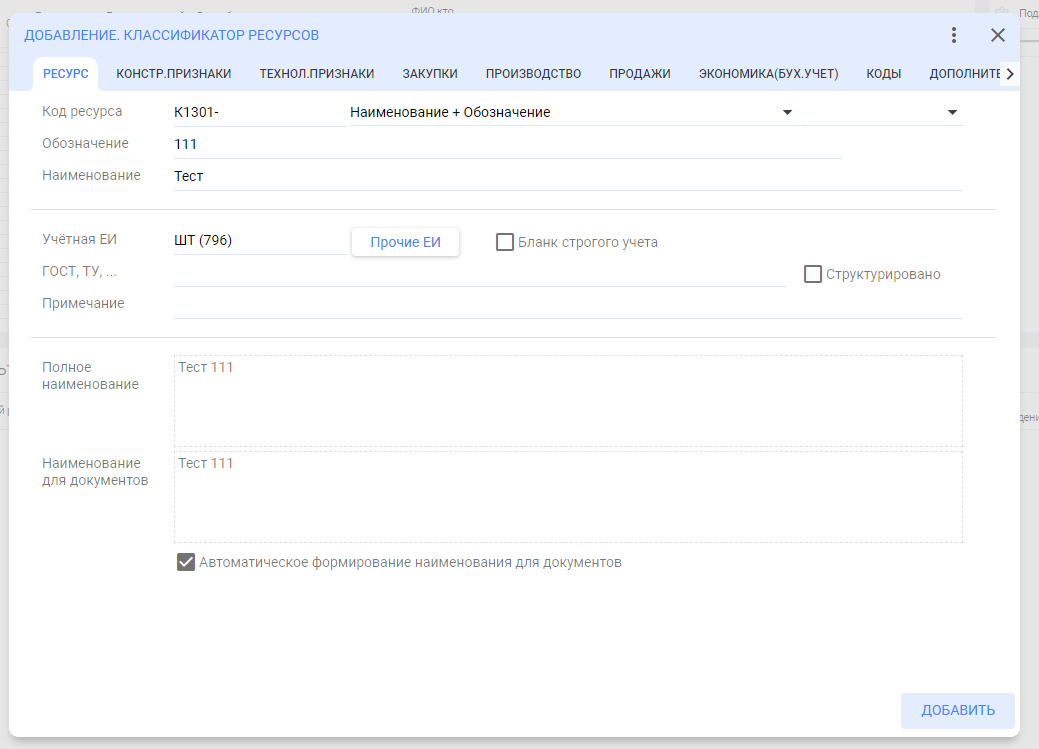 ФИО кто
Под
ДОБАВЛЕНИЕ. КЛАССИФИКАТОР РЕСУРСОВ
РЕСУРС КОНСТР.ПРИЗНАКИ ТЕХНОЛ.ПРИЗНАКИ ЗАКУПКИ ПРОИЗВОДСТВО ПРОДАЖИ ЭКОНОМИКА(БУХ.УЧЕТ) КОДЫ ДОПОЛНИТЕ
Код ресурса К1301- Наименование + Обозначение
Обозначение 111
Наименование Тест
Учётная ЕИ ШТ (796) Прочие ЕИ Бланк строгого учета
ГОСТ, ТУ, ... Структурировано
Примечание
Полное Тест 111
наименование
Наименование Тест 111
для документов
Автоматическое формирование наименования для документов
ДОБАВИТЬ